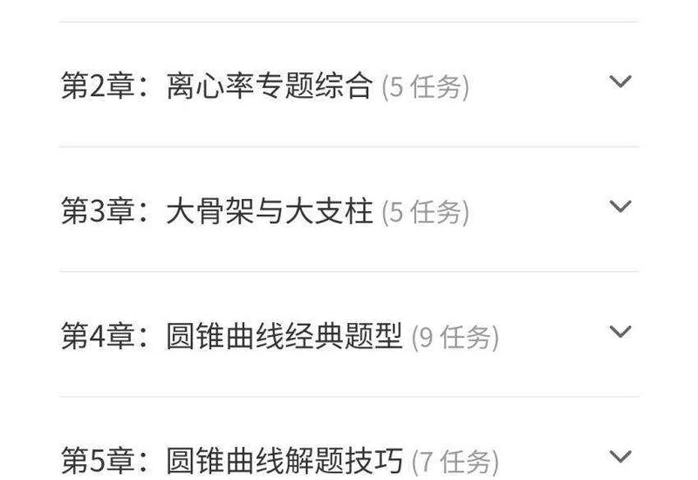 第2章：离心率专题综合 (5 任务)
第3章：大骨架与大支柱 (5 任务)
第4章：圆锥曲线经典题型 (9 任务)
第5章：圆锥曲线解题技巧 (7 任务)